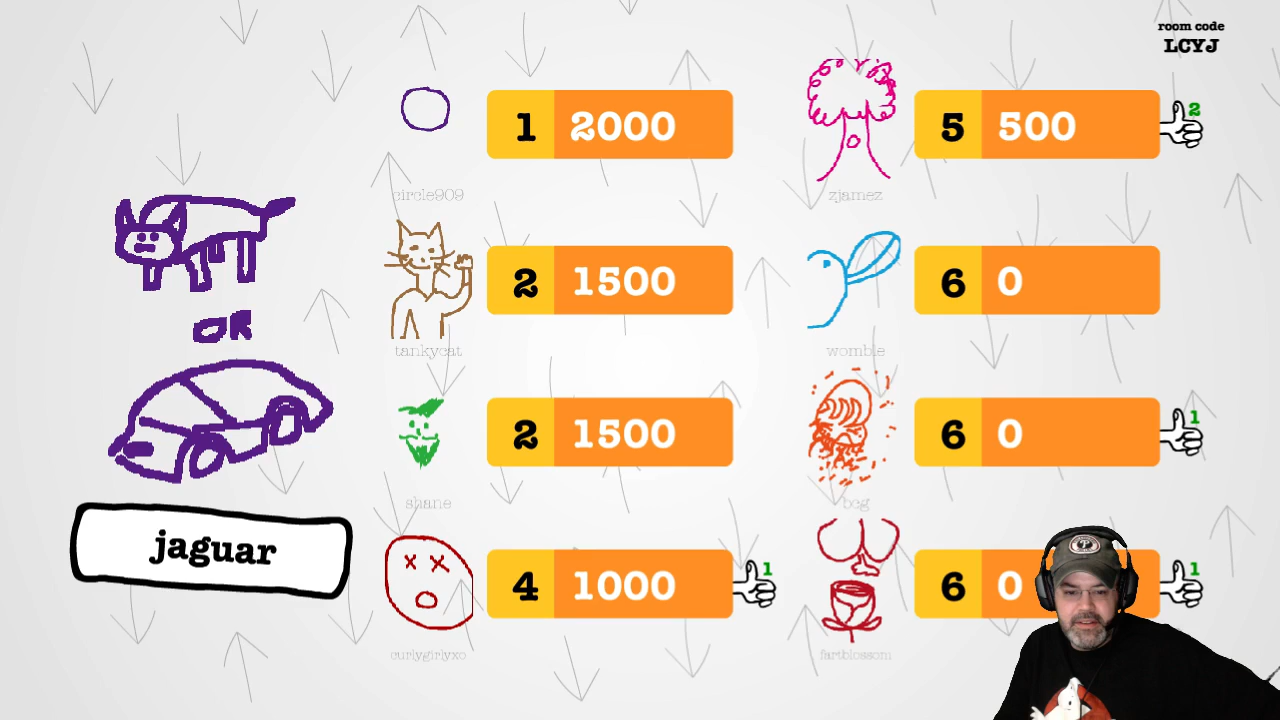 room code
LCYJ
OR
jaguar
1 2000
circle909
2 1500
tankycat
2 1500
shane
4 1000 1
curlygirlyxo
5 500 2
zjamez
6 0
womble
6 0 1
bcg
6 0 1
fartblossom